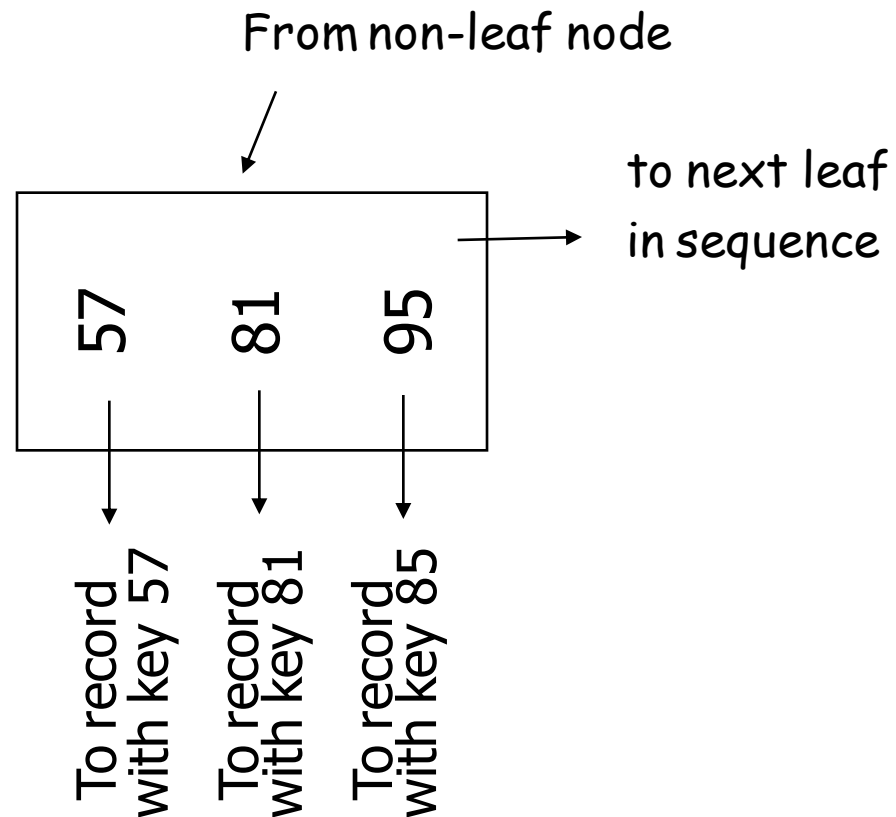 From non-leaf node
to next leaf
in sequence
57
81
95
To record
with key 57
To record
with key 81
To record
with key 85